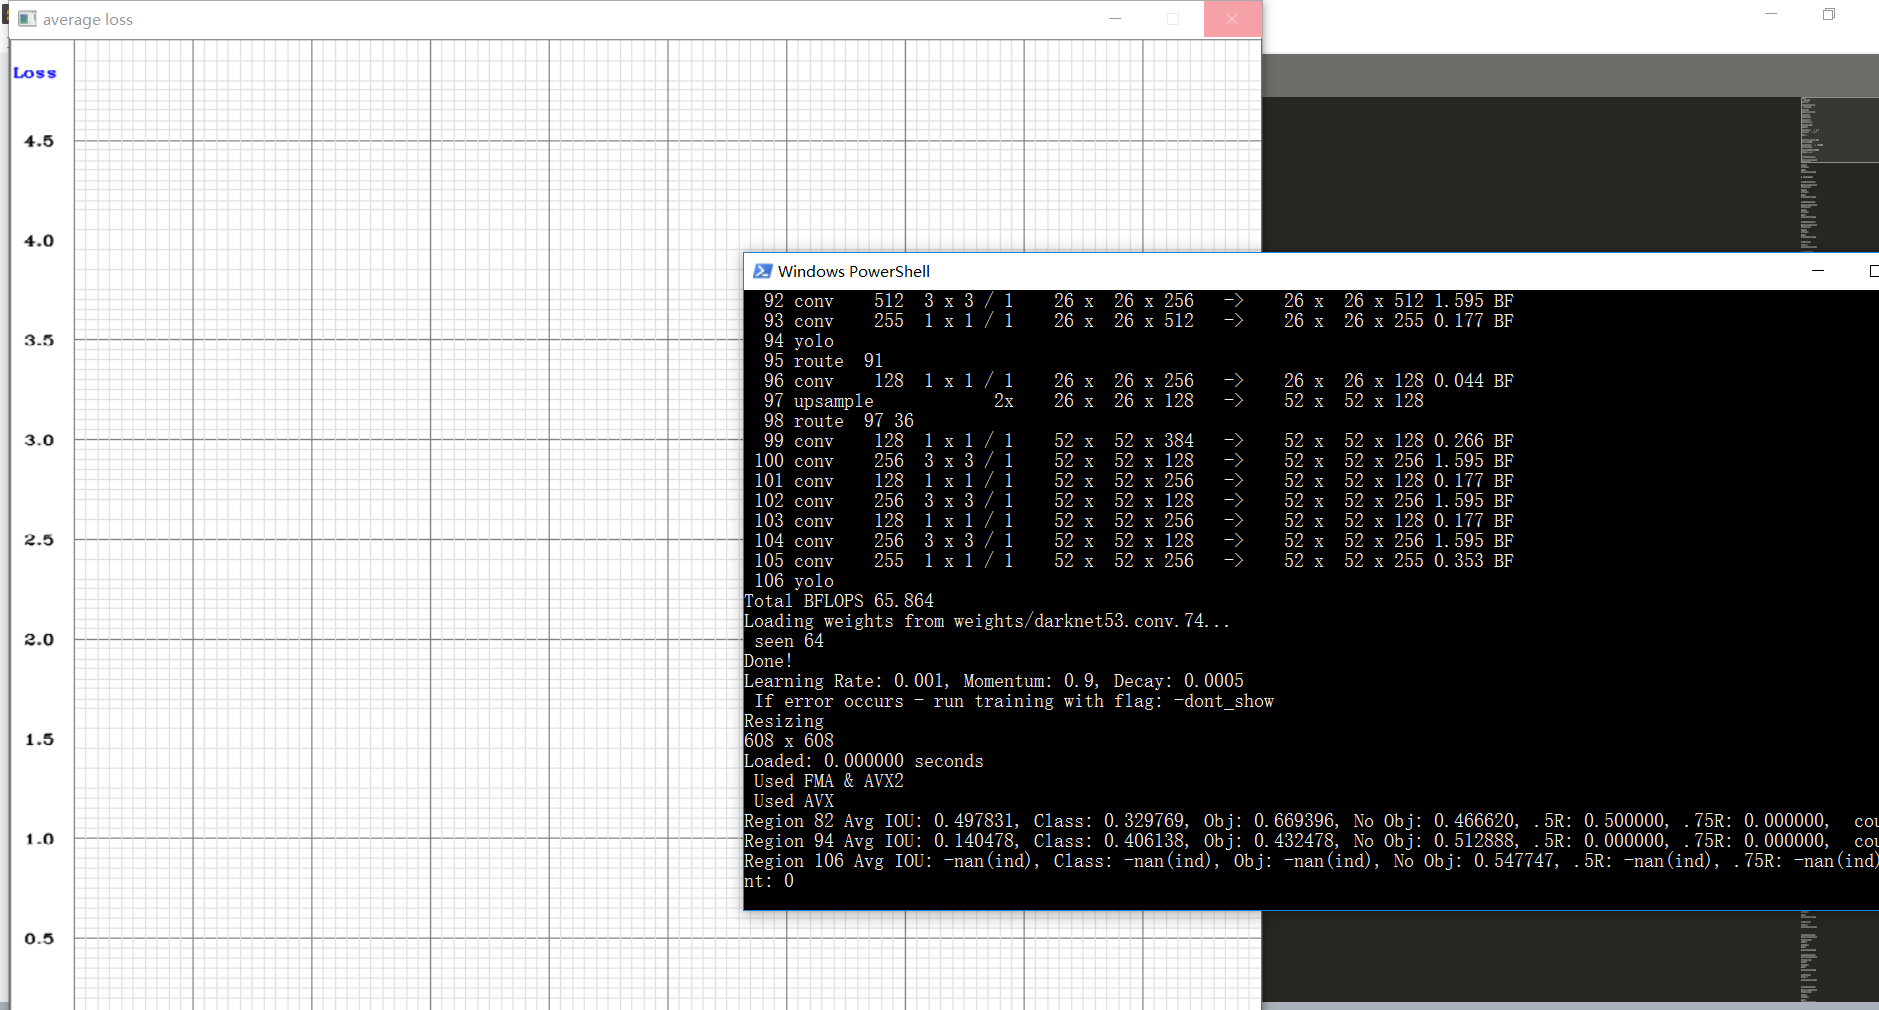 average loss
Loss
4.5
4.0
3.5
3.0
2.5
2.0
1.5
1.0
0.5
Windows PowerShell
92 conv 512 3 x 3 / 1 26 x 26 x 256 -> 26 x 26 x 512 1.595 BF
93 conv 255 1 x 1 / 1 26 x 26 x 512 -> 26 x 26 x 255 0.177 BF
94 yolo
95 route 91
96 conv 128 1 x 1 / 1 26 x 26 x 256 -> 26 x 26 x 128 0.044 BF
97 upsample 2x 26 x 26 x 128 -> 52 x 52 x 128
98 route 97 36
99 conv 128 1 x 1 / 1 52 x 52 x 384 -> 52 x 52 x 128 0.266 BF
100 conv 256 3 x 3 / 1 52 x 52 x 128 -> 52 x 52 x 256 1.595 BF
101 conv 128 1 x 1 / 1 52 x 52 x 256 -> 52 x 52 x 128 0.177 BF
102 conv 256 3 x 3 / 1 52 x 52 x 128 -> 52 x 52 x 256 1.595 BF
103 conv 128 1 x 1 / 1 52 x 52 x 256 -> 52 x 52 x 128 0.177 BF
104 conv 256 3 x 3 / 1 52 x 52 x 128 -> 52 x 52 x 256 1.595 BF
105 conv 255 1 x 1 / 1 52 x 52 x 256 -> 52 x 52 x 255 0.353 BF
106 yolo
Total BFLOPS 65.864
Loading weights from weights/darknet53.conv.74...
seen 64
Done!
Learning Rate: 0.001, Momentum: 0.9, Decay: 0.0005
If error occurs - run training with flag: -dont_show
Resizing
608 x 608
Loaded: 0.000000 seconds
Used FMA & AVX2
Used AVX
Region 82 Avg IOU: 0.497831, Class: 0.329769, Obj: 0.669396, No Obj: 0.466620, .5R: 0.500000, .75R: 0.000000, cou
Region 94 Avg IOU: 0.140478, Class: 0.406138, Obj: 0.432478, No Obj: 0.512888, .5R: 0.000000, .75R: 0.000000, cou
Region 106 Avg IOU: -nan(ind), Class: -nan(ind), Obj: -nan(ind), No Obj: 0.547747, .5R: -nan(ind), .75R: -nan(ind)
nt: 0